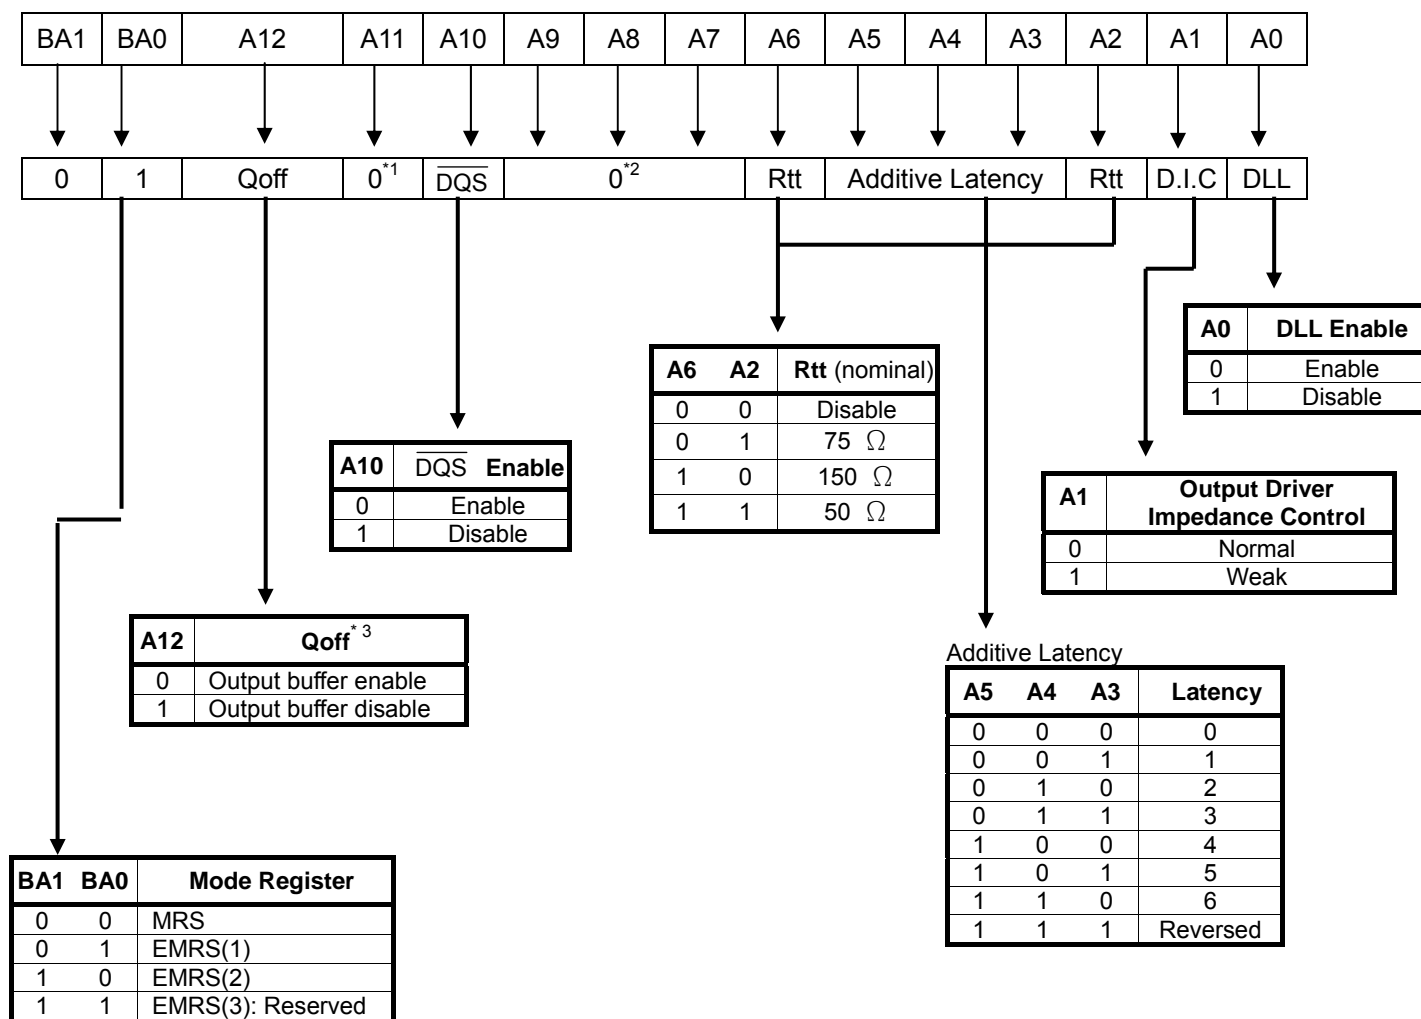 BA1 BA0 A12 A11 A10 A9 A8 A7 A6 A5 A4 A3 A2 A1 A0
0 1 Qoff 0*1 D̅Q̅S̅ 0*2 Rtt Additive Latency Rtt D.I.C DLL
A0 DLL Enable
0 Enable
1 Disable
A6 A2 Rtt (nominal)
0 0 Disable
0 1 75 Ω
1 0 150 Ω
1 1 50 Ω
A10 D̅Q̅S̅ Enable
0 Enable
1 Disable
A1 Output Driver
Impedance Control
0 Normal
1 Weak
A12 Qoff* 3
0 Output buffer enable
1 Output buffer disable
Additive Latency
A5 A4 A3 Latency
0 0 0 0
0 0 1 1
0 1 0 2
0 1 1 3
1 0 0 4
1 0 1 5
1 1 0 6
1 1 1 Reversed
BA1 BA0 Mode Register
0 0 MRS
0 1 EMRS(1)
1 0 EMRS(2)
1 1 EMRS(3): Reserved